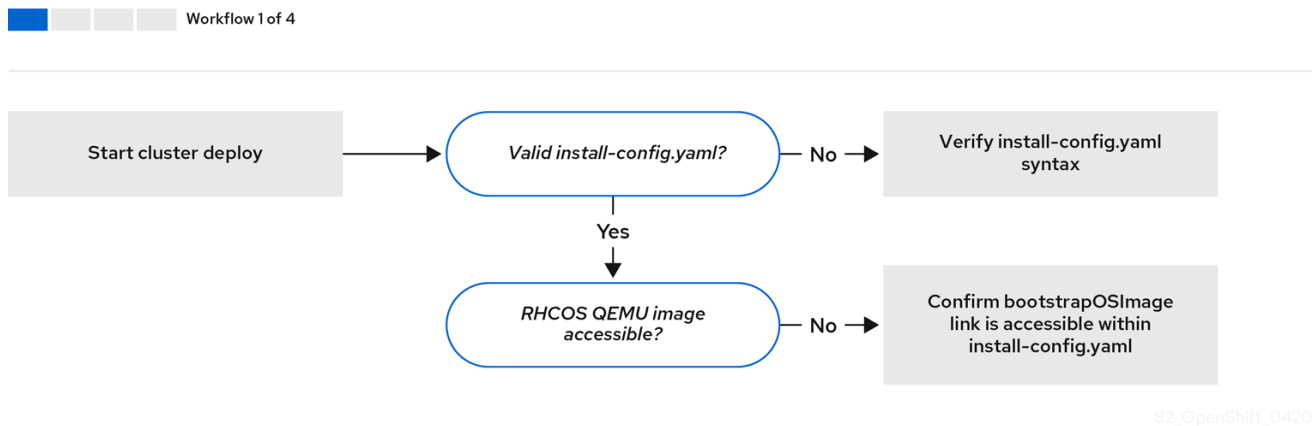 Workflow 1 of 4
Start cluster deploy
Valid install-config.yaml?
No
Verify install-config.yaml
syntax
Yes
RHCOS QEMU image
accessible?
No
Confirm bootstrapOSImage
link is accessible within
install-config.yaml
82_OpenShift_0420